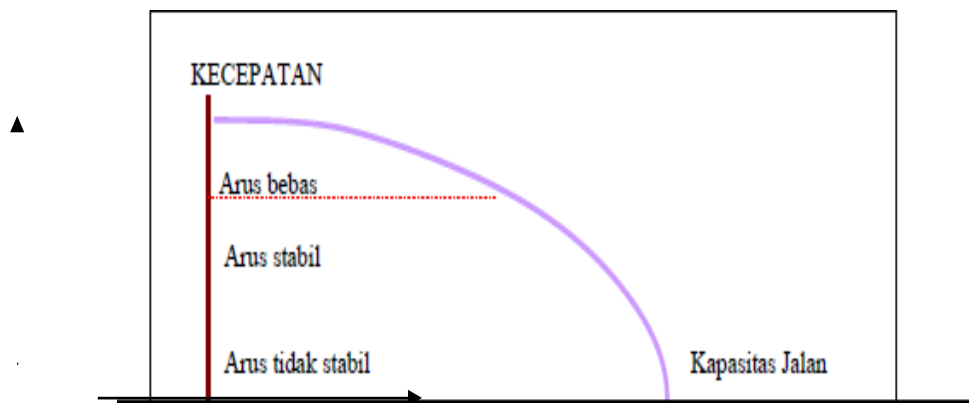 KECEPATAN
Arus bebas
Arus stabil
Arus tidak stabil
Kapasitas Jalan